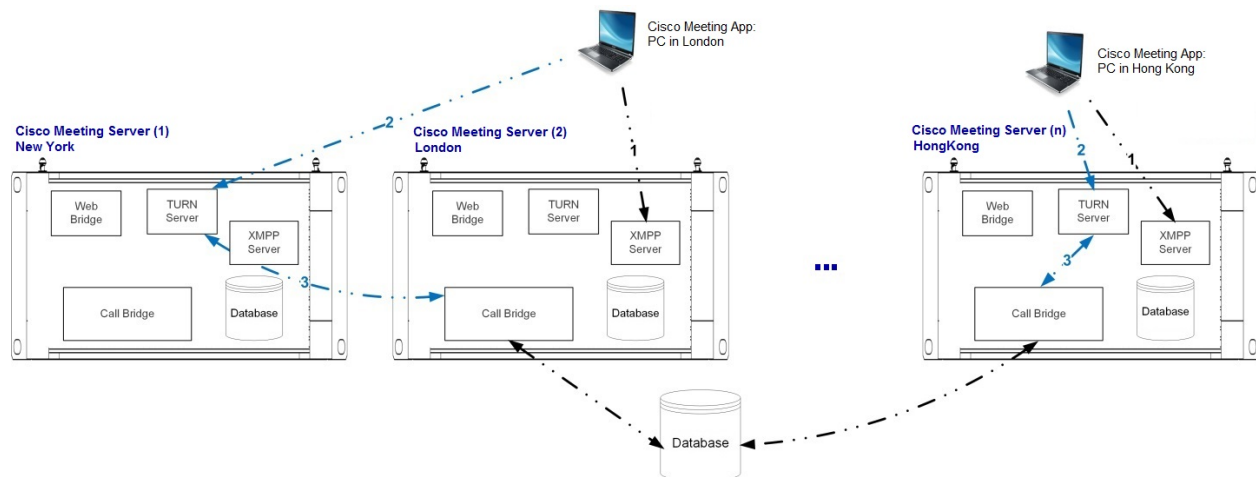 Cisco Meeting App:
PC in London
Cisco Meeting App:
PC in Hong Kong
2
1
2
1
Cisco Meeting Server (1)
New York
Cisco Meeting Server (2)
London
Cisco Meeting Server (n)
HongKong
Web
Bridge
TURN
Server
XMPP
Server
3
Call Bridge
Database
Web
Bridge
TURN
Server
XMPP
Server
Call Bridge
Database
...
Web
Bridge
TURN
Server
XMPP
Server
3
Call Bridge
Database
Database